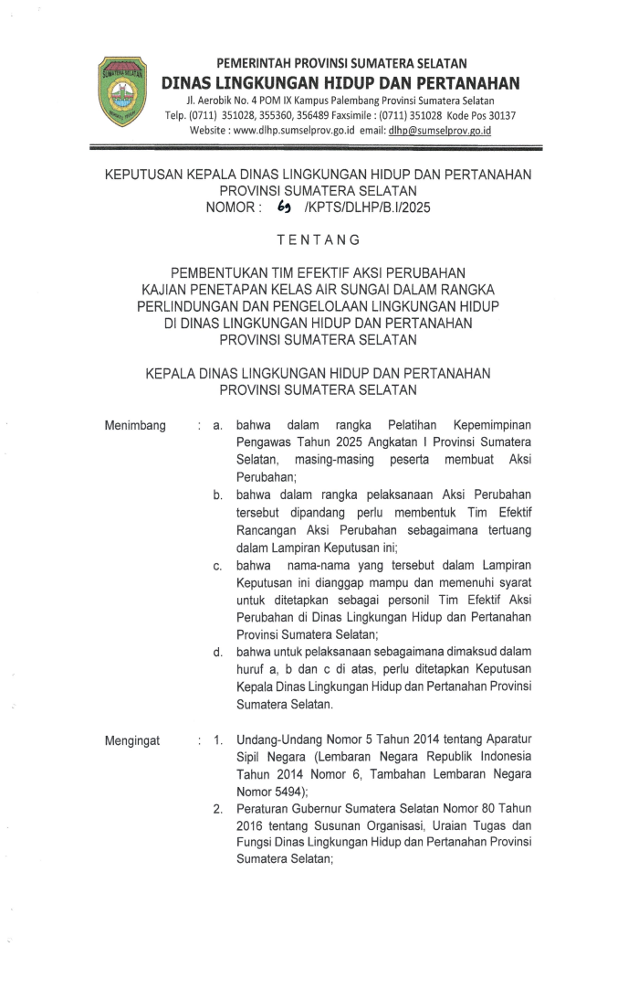 SUMATERA SELATAN
PEMERINTAH PROVINSI SUMATERA SELATAN
DINAS LINGKUNGAN HIDUP DAN PERTANAHAN
Jl. Aerobik No. 4 POM IX Kampus Palembang Provinsi Sumatera Selatan
Telp. (0711) 351028, 355360, 356489 Faxsimile : (0711) 351028 Kode Pos 30137
Website : www.dlhp.sumselprov.go.id email: dlhp@sumselprov.go.id
KEPUTUSAN KEPALA DINAS LINGKUNGAN HIDUP DAN PERTANAHAN
PROVINSI SUMATERA SELATAN
NOMOR : 69 /KPTS/DLHP/B.I/2025
T E N T A N G
PEMBENTUKAN TIM EFEKTIF AKSI PERUBAHAN
KAJIAN PENETAPAN KELAS AIR SUNGAI DALAM RANGKA
PERLINDUNGAN DAN PENGELOLAAN LINGKUNGAN HIDUP
DI DINAS LINGKUNGAN HIDUP DAN PERTANAHAN
PROVINSI SUMATERA SELATAN
KEPALA DINAS LINGKUNGAN HIDUP DAN PERTANAHAN
PROVINSI SUMATERA SELATAN
Menimbang : a. bahwa dalam rangka Pelatihan Kepemimpinan
Pengawas Tahun 2025 Angkatan I Provinsi Sumatera
Selatan, masing-masing peserta membuat Aksi
Perubahan;
b. bahwa dalam rangka pelaksanaan Aksi Perubahan
tersebut dipandang perlu membentuk Tim Efektif
Rancangan Aksi Perubahan sebagaimana tertuang
dalam Lampiran Keputusan ini;
c. bahwa nama-nama yang tersebut dalam Lampiran
Keputusan ini dianggap mampu dan memenuhi syarat
untuk ditetapkan sebagai personil Tim Efektif Aksi
Perubahan di Dinas Lingkungan Hidup dan Pertanahan
Provinsi Sumatera Selatan;
d. bahwa untuk pelaksanaan sebagaimana dimaksud dalam
huruf a, b dan c di atas, perlu ditetapkan Keputusan
Kepala Dinas Lingkungan Hidup dan Pertanahan Provinsi
Sumatera Selatan.
Mengingat : 1. Undang-Undang Nomor 5 Tahun 2014 tentang Aparatur
Sipil Negara (Lembaran Negara Republik Indonesia
Tahun 2014 Nomor 6, Tambahan Lembaran Negara
Nomor 5494);
2. Peraturan Gubernur Sumatera Selatan Nomor 80 Tahun
2016 tentang Susunan Organisasi, Uraian Tugas dan
Fungsi Dinas Lingkungan Hidup dan Pertanahan Provinsi
Sumatera Selatan;